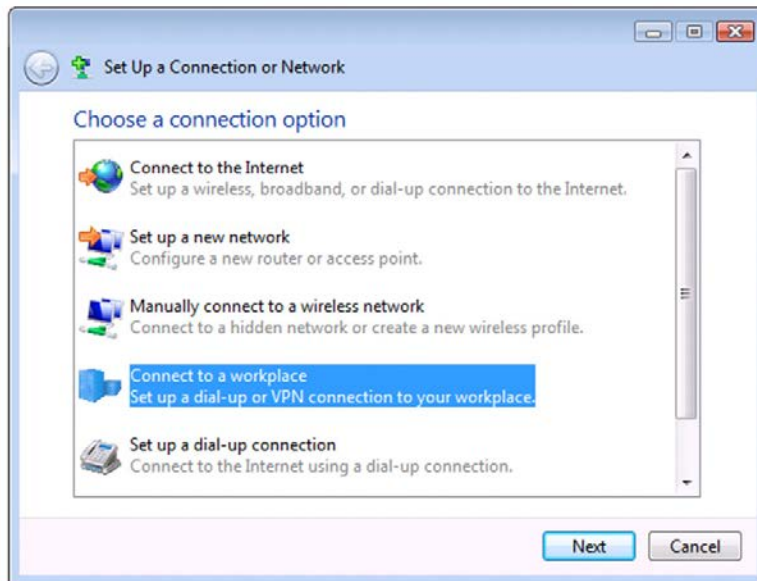 Set Up a Connection or Network
Choose a connection option
Connect to the Internet
Set up a wireless, broadband, or dial-up connection to the Internet.
Set up a new network
Configure a new router or access point.
Manually connect to a wireless network
Connect to a hidden network or create a new wireless profile.
Connect to a workplace
Set up a dial-up or VPN connection to your workplace.
Set up a dial-up connection
Connect to the Internet using a dial-up connection.
Next Cancel